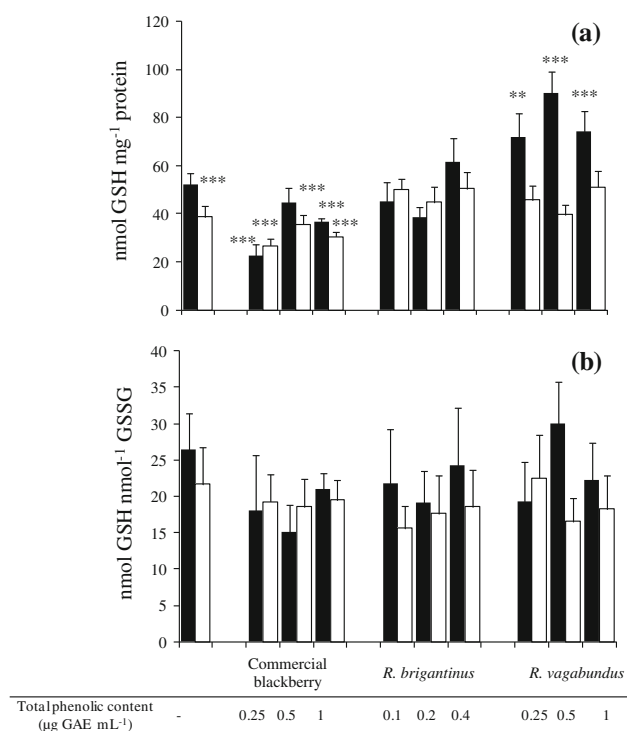 (a)
nmol GSH mg-1 protein
120
100
80
60
40
20
0
***
***
***
***
***
***
**
***
***
(b)
nmol GSH nmol-1 GSSG
40
35
30
25
20
15
10
5
0
Commercial blackberry
R. brigantinus
R. vagabundus
Total phenolic content (µg GAE mL-1)
- 0.25 0.5 1 0.1 0.2 0.4 0.25 0.5 1